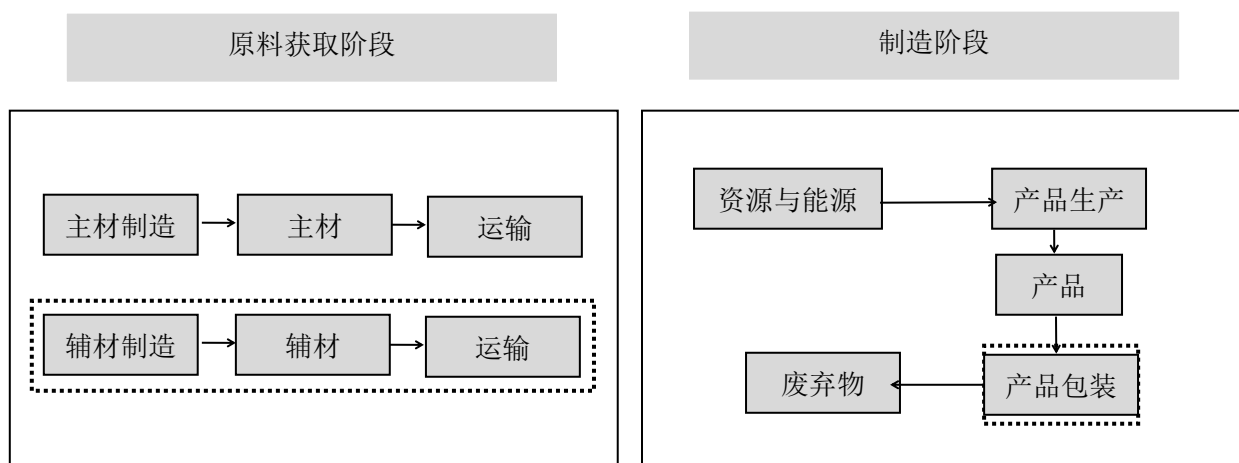 原料获取阶段
制造阶段
主材制造
主材
运输
辅材制造
辅材
运输
资源与能源
产品生产
产品
产品包装
废弃物